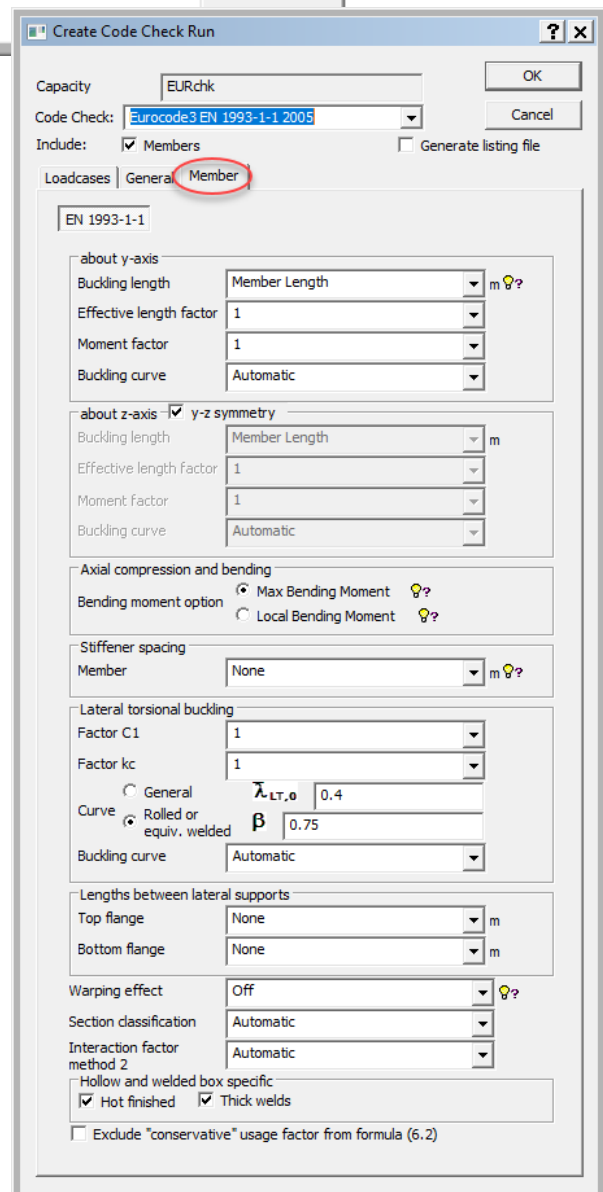 Create Code Check Run ? x
Capacity EURchk OK
Code Check: Eurocode3 EN 1993-1-1 2005 Cancel
Include: Members Generate listing file
Loadcases General Member
EN 1993-1-1
about y-axis
Buckling length Member Length m ?
Effective length factor 1
Moment factor 1
Buckling curve Automatic
about z-axis y-z symmetry
Buckling length Member Length m
Effective length factor 1
Moment factor 1
Buckling curve Automatic
Axial compression and bending
Bending moment option Max Bending Moment ?
Local Bending Moment ?
Stiffener spacing
Member None m ?
Lateral torsional buckling
Factor C1 1
Factor kc 1
Curve General λ̄ LT,0 0.4
Rolled or equiv. welded β 0.75
Buckling curve Automatic
Lengths between lateral supports
Top flange None m
Bottom flange None m
Warping effect Off ?
Section classification Automatic
Interaction factor
method 2 Automatic
Hollow and welded box specific
Hot finished Thick welds
Exclude "conservative" usage factor from formula (6.2)